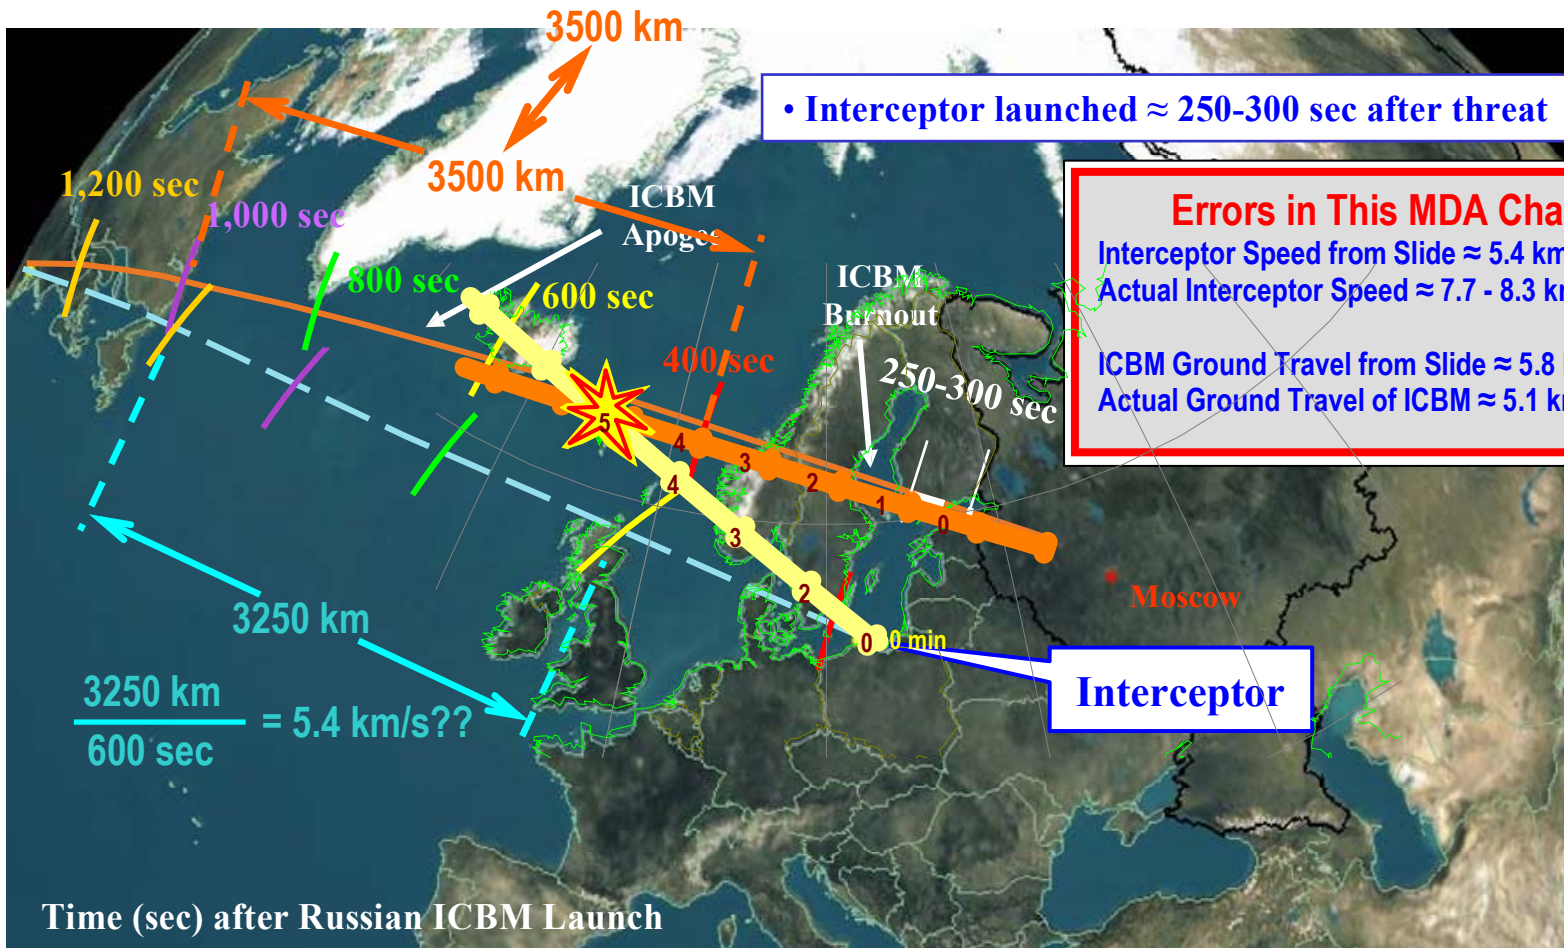 3500 km
• Interceptor launched ≈ 250-300 sec after threat
3500 km
1,200 sec
1,000 sec
ICBM
Apogee
Errors in This MDA Cha
Interceptor Speed from Slide ≈ 5.4 km
Actual Interceptor Speed ≈ 7.7 - 8.3 km
ICBM Ground Travel from Slide ≈ 5.8
Actual Ground Travel of ICBM ≈ 5.1 km
800 sec
600 sec
ICBM
Burnout
400 sec
250-300 sec
5
4
3
2
1
0
4
3
2
0
0 min
Moscow
Interceptor
3250 km
3250 km
600 sec
= 5.4 km/s??
Time (sec) after Russian ICBM Launch